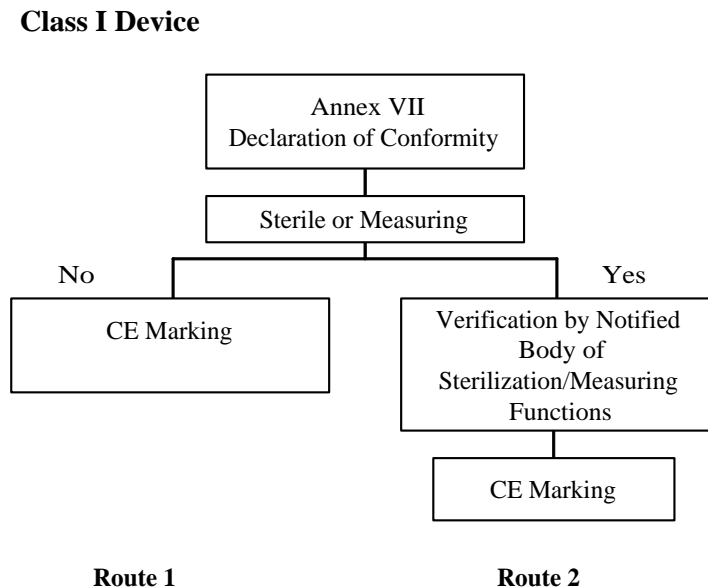 Class I Device
Annex VII
Declaration of Conformity
Sterile or Measuring
No
Yes
CE Marking
Verification by Notified
Body of
Sterilization/Measuring
Functions
CE Marking
Route 1
Route 2